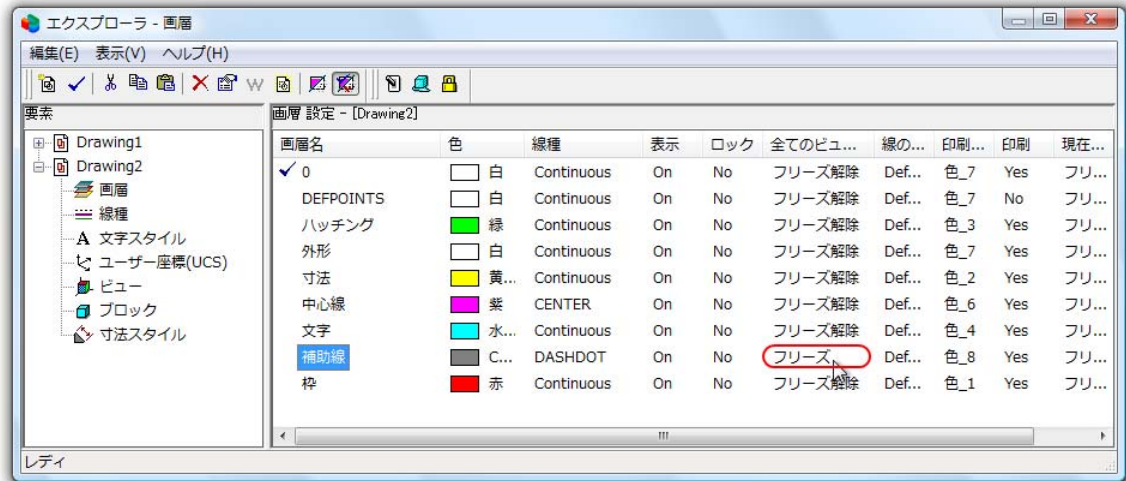 エクスプローラ - 画層
編集(E) 表示(V) ヘルプ(H)
要素
画層 設定 - [Drawing2]
Drawing1
Drawing2
画層
線種
A 文字スタイル
ユーザー座標(UCS)
ビュー
ブロック
寸法スタイル
画層名 色 線種 表示 ロック 全てのビュ... 線の... 印刷... 印刷 現在...
0 白 Continuous On No フリーズ解除 Def... 色_7 Yes フリ...
DEFPOINTS 白 Continuous On No フリーズ解除 Def... 色_7 No フリ...
ハッチング 緑 Continuous On No フリーズ解除 Def... 色_3 Yes フリ...
外形 白 Continuous On No フリーズ解除 Def... 色_7 Yes フリ...
寸法 黄... Continuous On No フリーズ解除 Def... 色_2 Yes フリ...
中心線 紫 CENTER On No フリーズ解除 Def... 色_6 Yes フリ...
文字 水... Continuous On No フリーズ解除 Def... 色_4 Yes フリ...
補助線 C... DASHDOT On No フリーズ Def... 色_8 Yes フリ...
枠 赤 Continuous On No フリーズ解除 Def... 色_1 Yes フリ...
レディ